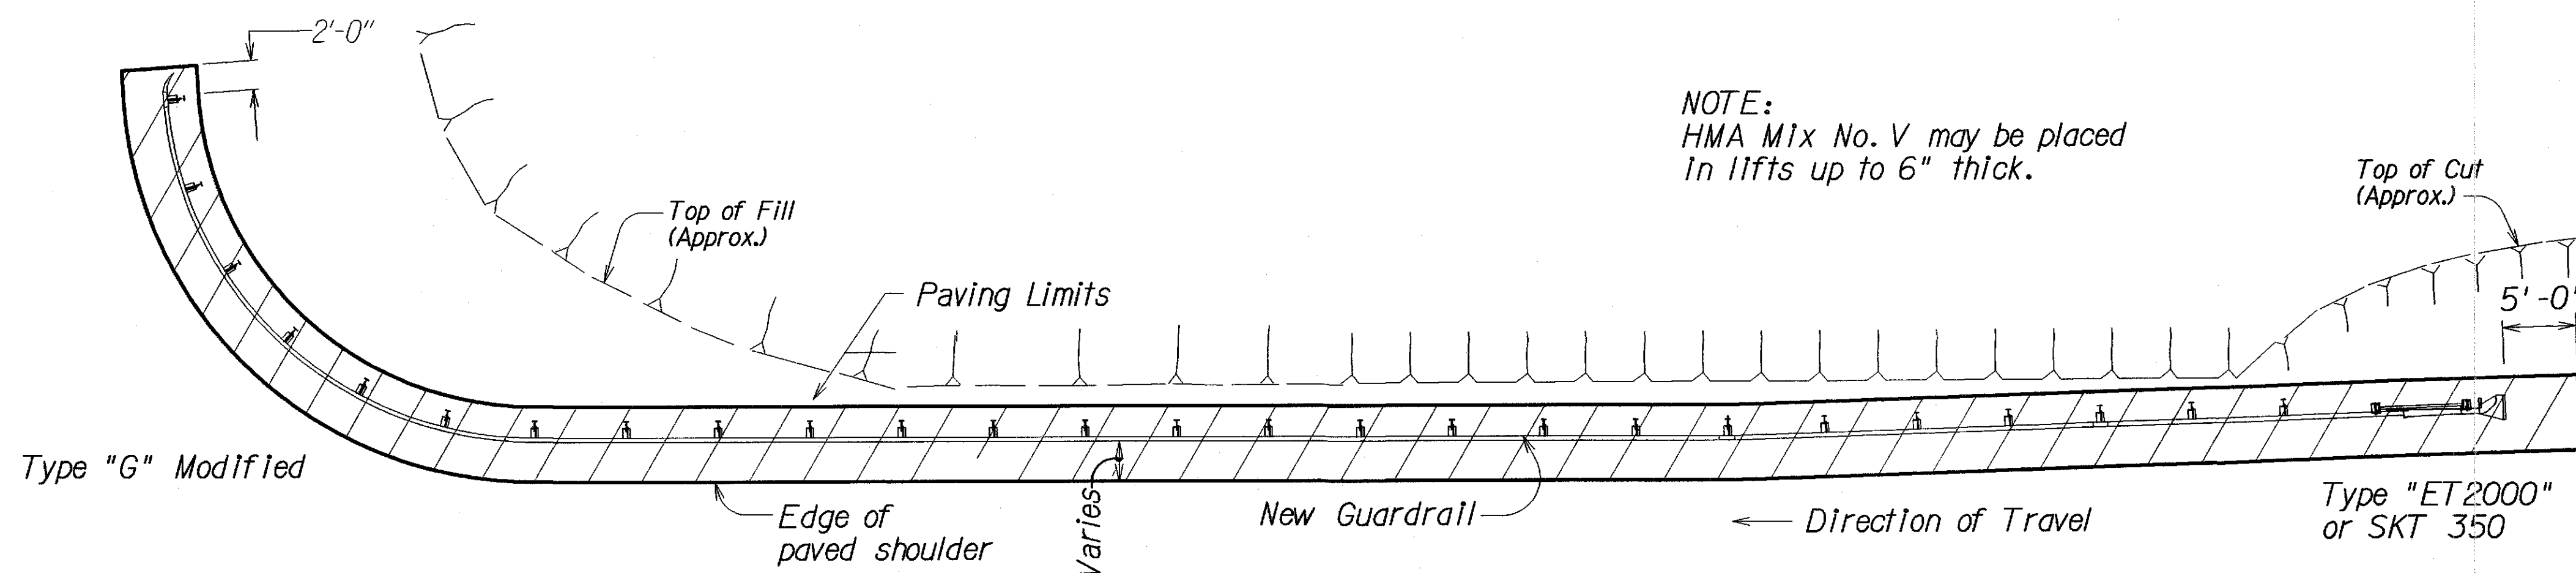 2'-0"
NOTE:
HMA Mix No. V may be placed
in lifts up to 6" thick.
Top of Cut
(Approx.)
Top of Fill
(Approx.)
Paving Limits
5'-0"
Type "G" Modified
Edge of
paved shoulder
Varies
New Guardrail
Direction of Travel
Type "ET2000"
or SKT 350